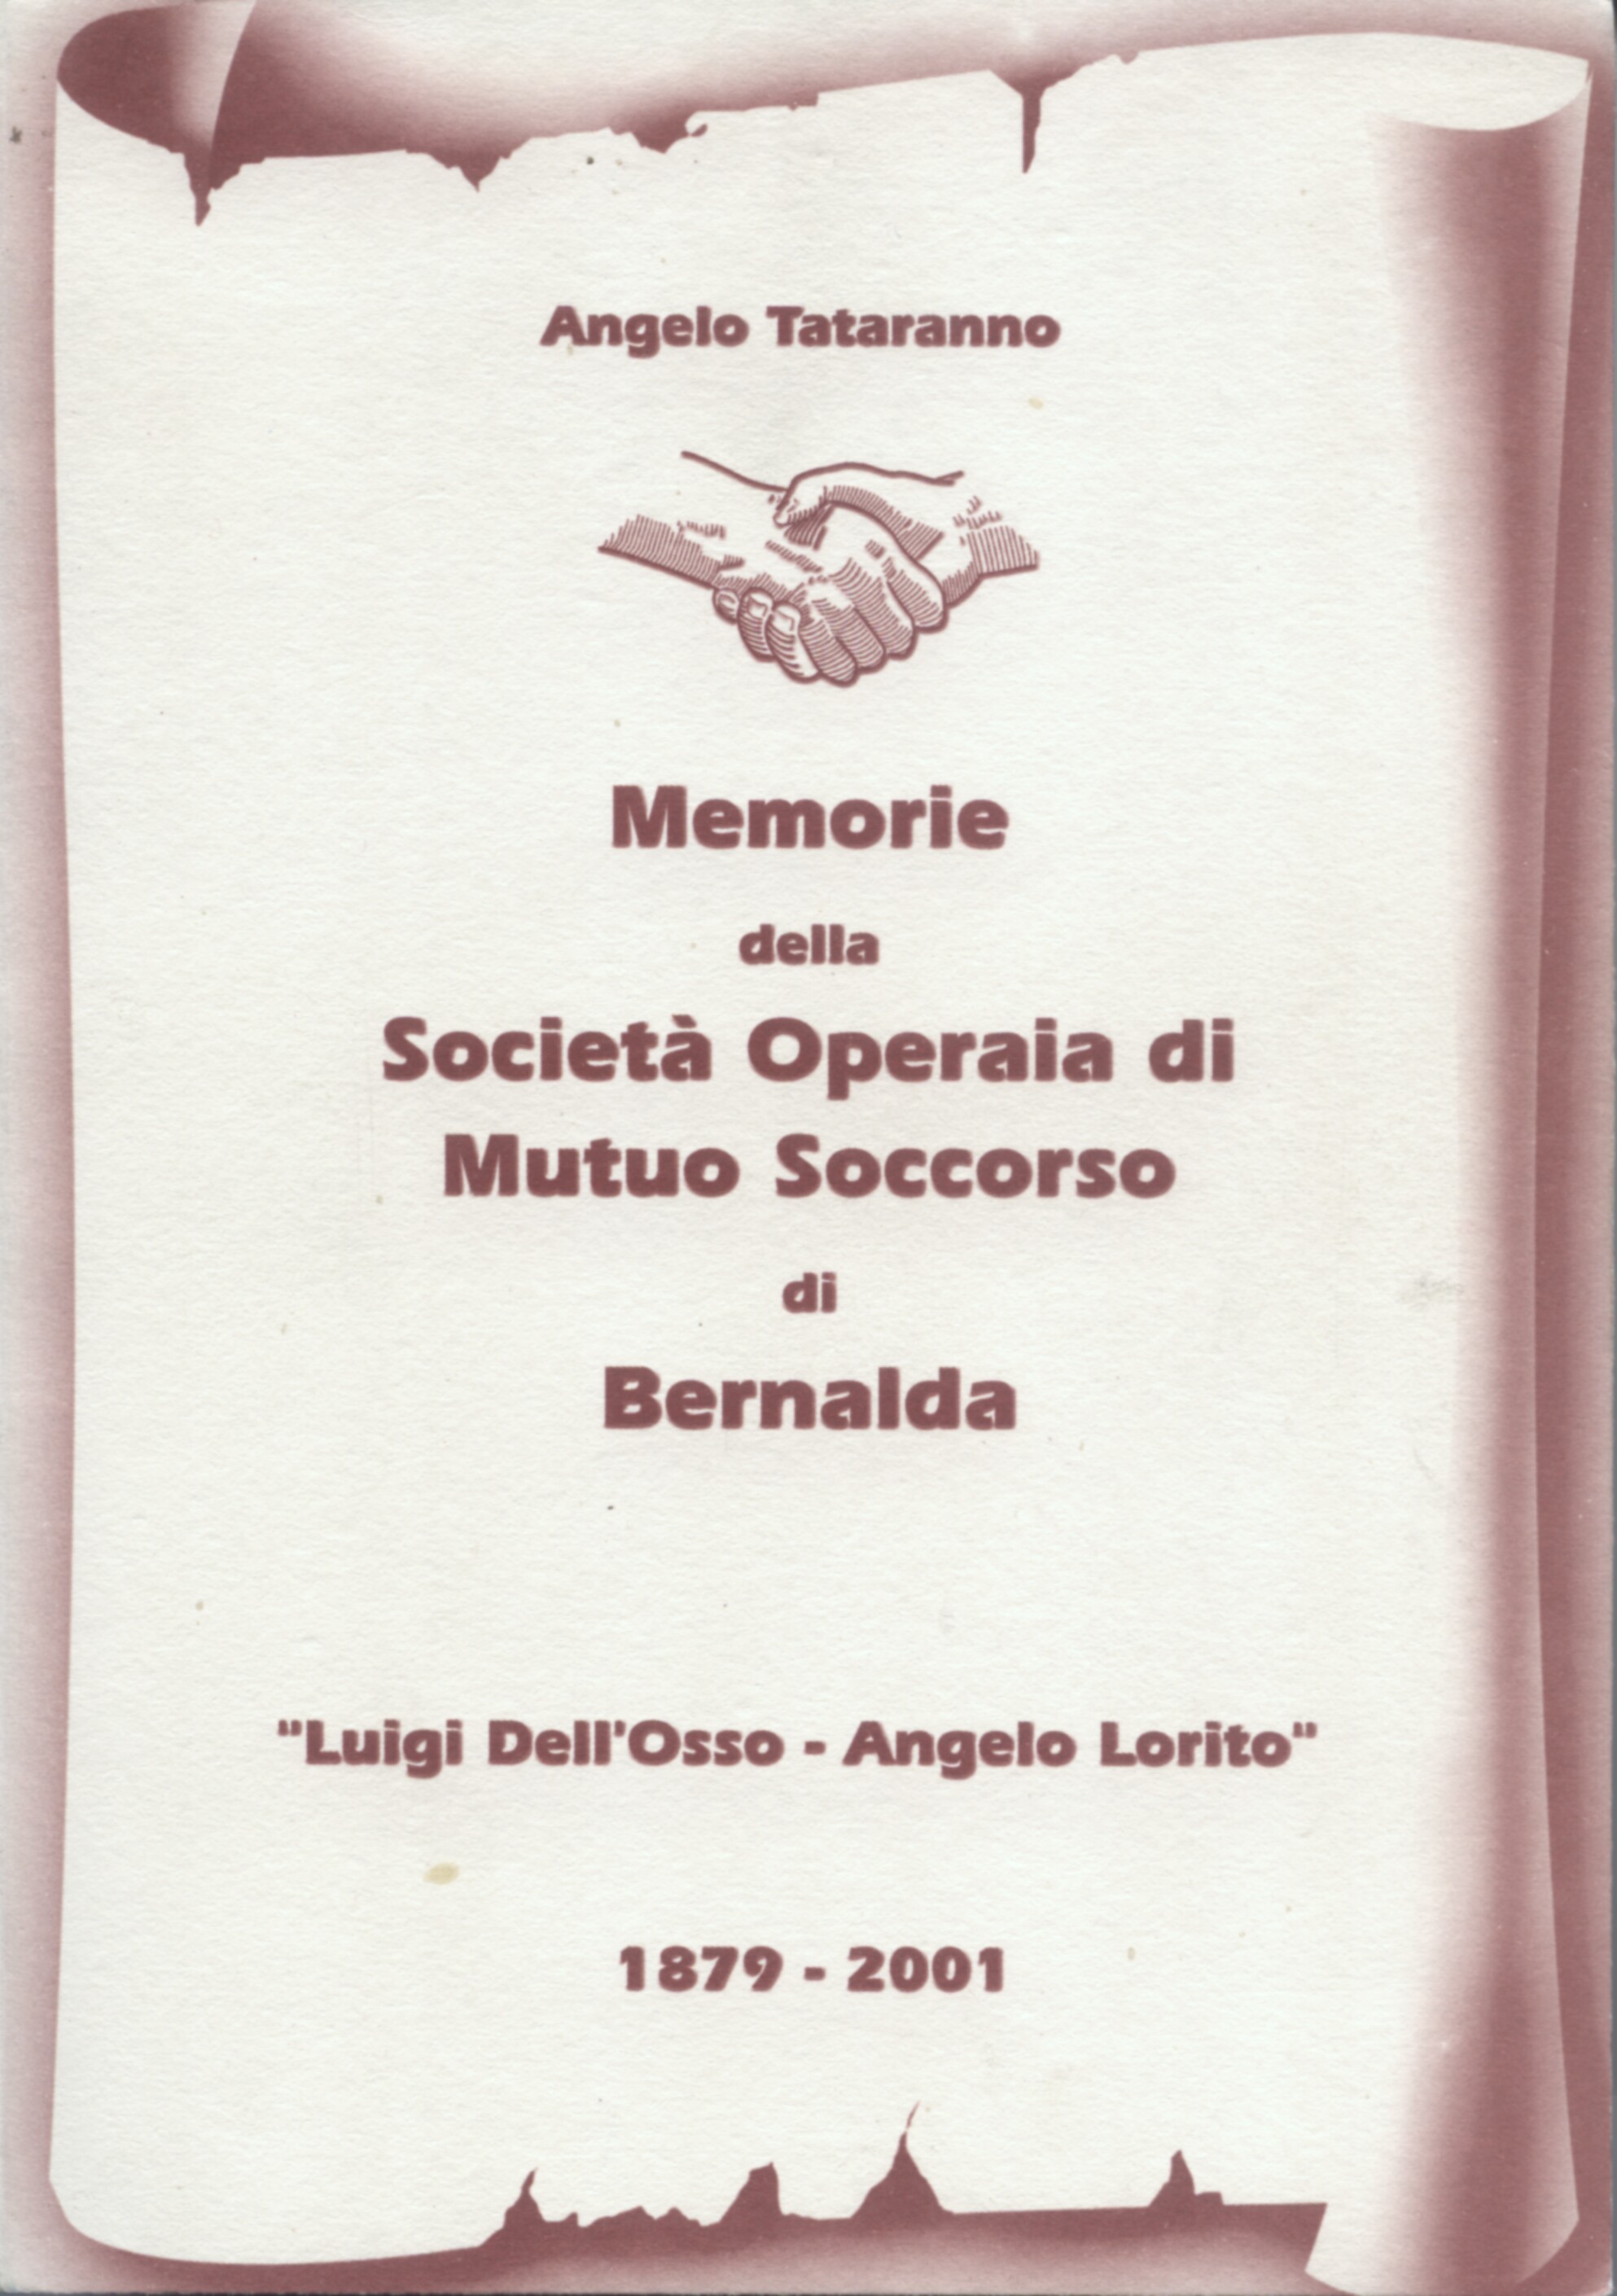 Angelo Tataranno
Memorie
della
Società Operaia di
Mutuo Soccorso
di
Bernalda
"Luigi Dell'Osso - Angelo Lorito"
1879 - 2001